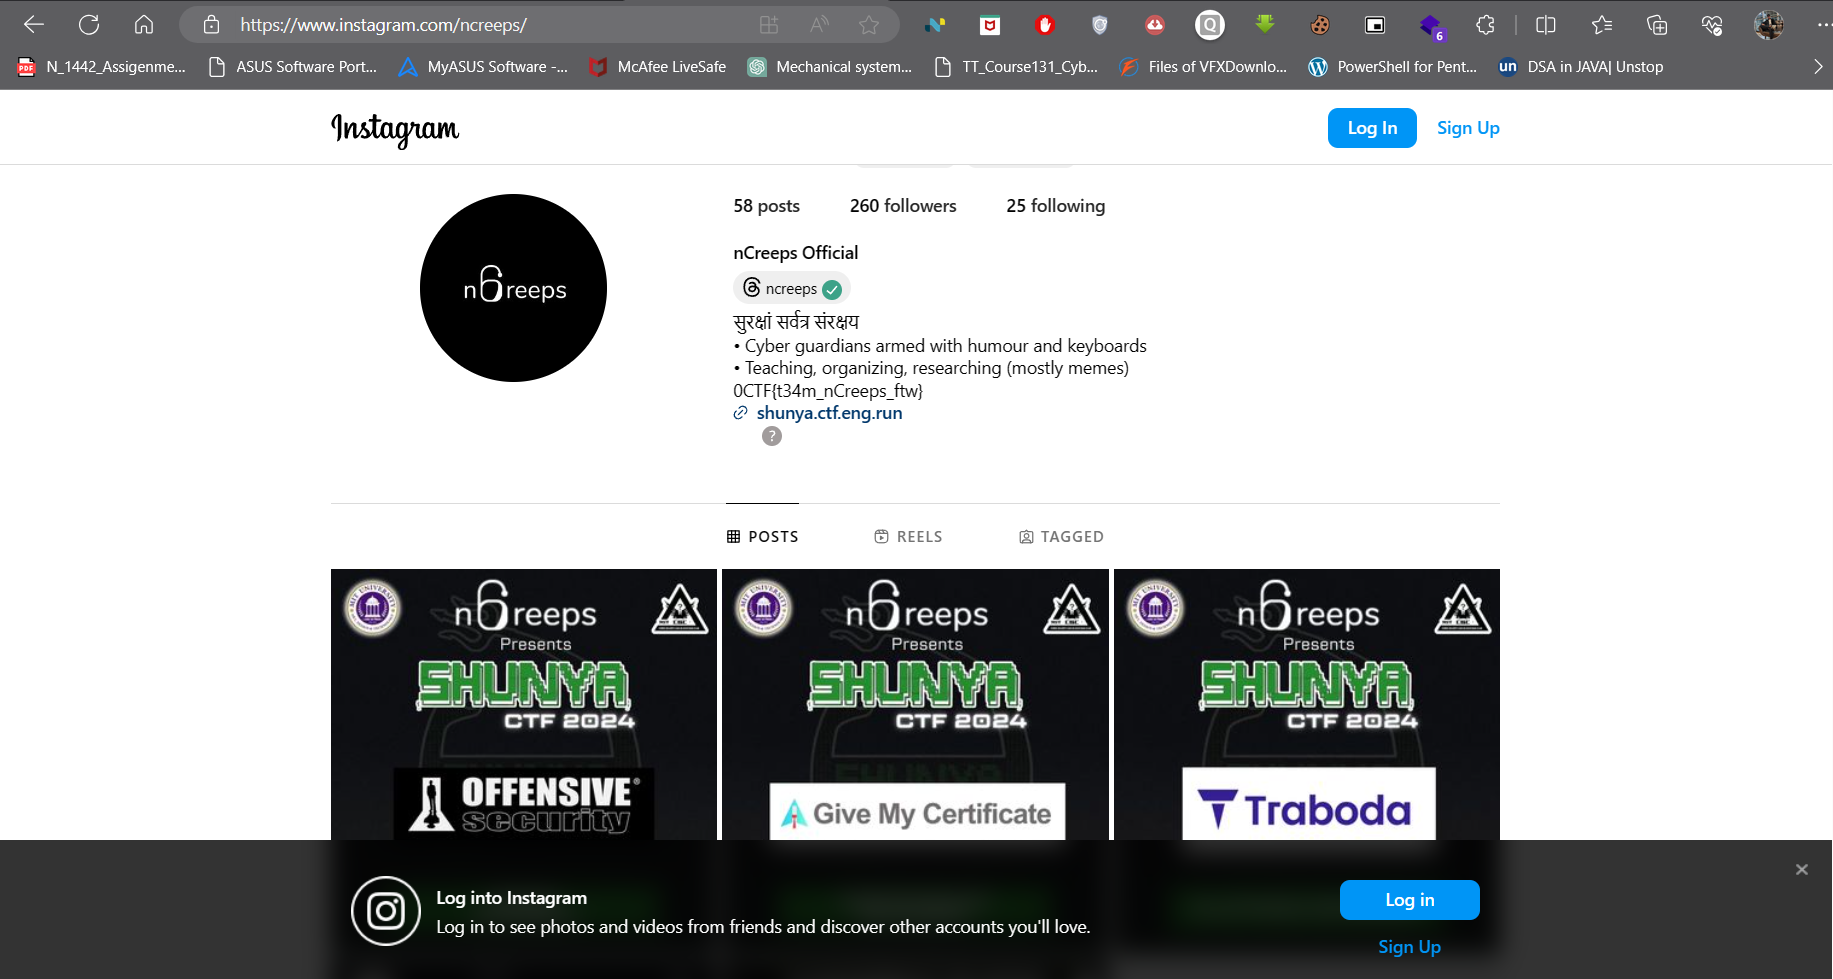 https://www.instagram.com/ncreeps/
6
N_1442_Assigenme...
ASUS Software Port...
MyASUS Software -...
McAfee LiveSafe
Mechanical system...
TT_Course131_Cyb...
Files of VFXDownlo...
PowerShell for Pent...
un
DSA in JAVA| Unstop
Instagram
Log In
Sign Up
58 posts
260 followers
25 following
nCreeps Official
ncreeps
सुरक्षां सर्वत्र संरक्षय
• Cyber guardians armed with humour and keyboards
• Teaching, organizing, researching (mostly memes)
0CTF{t34m_nCreeps_ftw}
shunya.ctf.eng.run
?
nCreeps
POSTS
REELS
TAGGED
nCreeps
Presents
SHUNYA
CTF 2024
OFFENSIVE®
security
nCreeps
Presents
SHUNYA
CTF 2024
Give My Certificate
nCreeps
Presents
SHUNYA
CTF 2024
Traboda
Log into Instagram
Log in to see photos and videos from friends and discover other accounts you'll love.
Log in
Sign Up